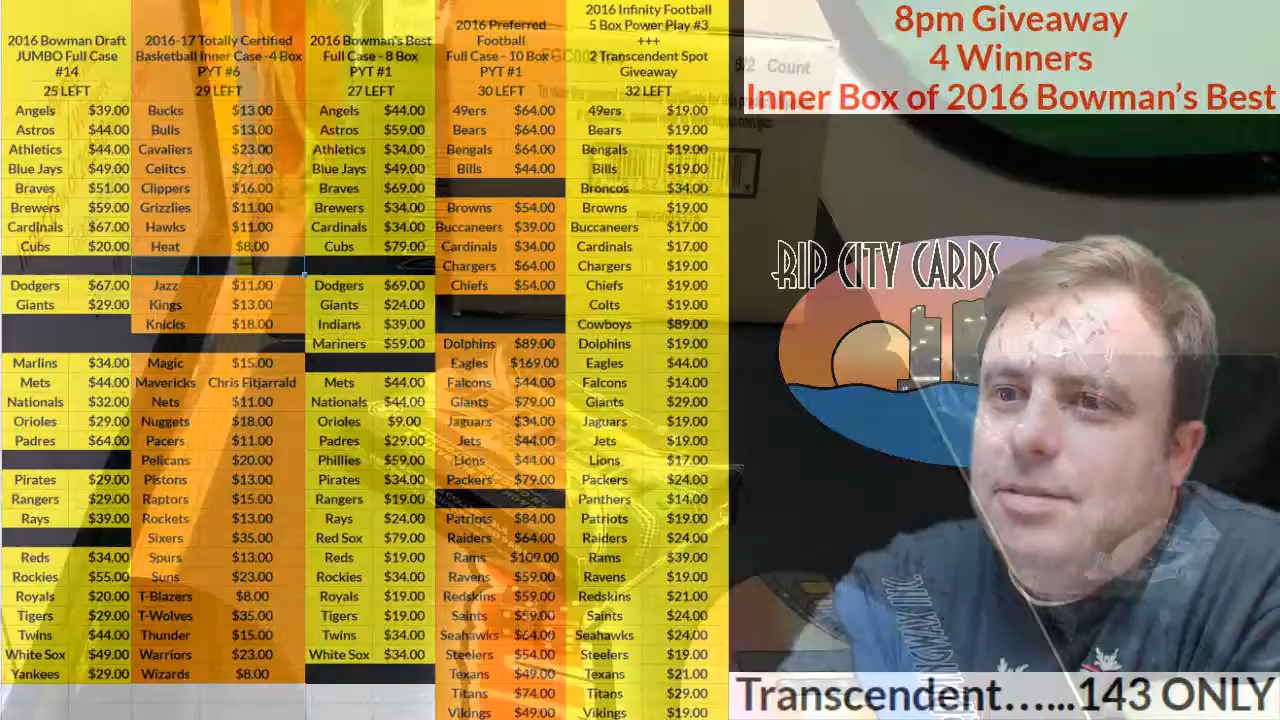 2016 Bowman Draft
JUMBO Full Case
#14
25 LEFT
Angels $39.00
Astros $44.00
Athletics $44.00
Blue Jays $49.00
Braves $51.00
Brewers $59.00
Cardinals $67.00
Cubs $20.00
Dodgers $67.00
Giants $29.00
Marlins $34.00
Mets $44.00
Nationals $32.00
Orioles $29.00
Padres $64.00
Pirates $29.00
Rangers $29.00
Rays $39.00
Reds $34.00
Rockies $55.00
Royals $20.00
Tigers $29.00
Twins $44.00
White Sox $49.00
Yankees $29.00
2016-17 Totally Certified
Basketball Inner Case -4 Box
PYT #6
29 LEFT
Bucks $13.00
Bulls $13.00
Cavaliers $23.00
Celitcs $21.00
Clippers $16.00
Grizzlies $11.00
Hawks $11.00
Heat $8.00
Jazz $11.00
Kings $13.00
Knicks $18.00
Magic $15.00
Mavericks Chris Fitjarrald
Nets $11.00
Nuggets $18.00
Pacers $11.00
Pelicans $20.00
Pistons $13.00
Raptors $15.00
Rockets $13.00
Sixers $35.00
Spurs $13.00
Suns $23.00
T-Blazers $8.00
T-Wolves $35.00
Thunder $15.00
Warriors $23.00
Wizards $8.00
2016 Bowman's Best
Full Case - 8 Box
PYT #1
27 LEFT
Angels $44.00
Astros $59.00
Athletics $34.00
Blue Jays $49.00
Braves $69.00
Brewers $34.00
Cardinals $34.00
Cubs $79.00
Dodgers $69.00
Giants $24.00
Indians $39.00
Mariners $59.00
Mets $44.00
Nationals $44.00
Orioles $9.00
Padres $29.00
Phillies $59.00
Pirates $34.00
Rangers $19.00
Rays $24.00
Red Sox $79.00
Reds $19.00
Rockies $34.00
Royals $19.00
Tigers $19.00
Twins $34.00
White Sox $34.00
2016 Preferred
Football
Full Case - 10 Box
PYT #1
30 LEFT
49ers $64.00
Bears $64.00
Bengals $64.00
Bills $44.00
Browns $54.00
Buccaneers $39.00
Cardinals $34.00
Chargers $64.00
Chiefs $54.00
Dolphins $89.00
Eagles $169.00
Falcons $44.00
Giants $79.00
Jaguars $34.00
Jets $44.00
Lions $44.00
Packers $79.00
Patriots $84.00
Raiders $64.00
Rams $109.00
Ravens $59.00
Redskins $59.00
Saints $59.00
Seahawks $64.00
Steelers $54.00
Texans $49.00
Titans $74.00
Vikings $49.00
2016 Infinity Football
5 Box Power Play #3
+++
2 Transcendent Spot
Giveaway
32 LEFT
49ers $19.00
Bears $19.00
Bengals $19.00
Bills $19.00
Broncos $34.00
Browns $19.00
Buccaneers $17.00
Cardinals $17.00
Chargers $19.00
Chiefs $19.00
Colts $19.00
Cowboys $89.00
Dolphins $19.00
Eagles $44.00
Falcons $14.00
Giants $29.00
Jaguars $19.00
Jets $19.00
Lions $17.00
Packers $24.00
Panthers $14.00
Patriots $19.00
Raiders $24.00
Rams $39.00
Ravens $19.00
Redskins $21.00
Saints $24.00
Seahawks $24.00
Steelers $19.00
Texans $21.00
Titans $29.00
Vikings $19.00
8pm Giveaway
4 Winners
Inner Box of 2016 Bowman's Best
Count
RIP CITY CARDS
Transcendent…...143 ONLY